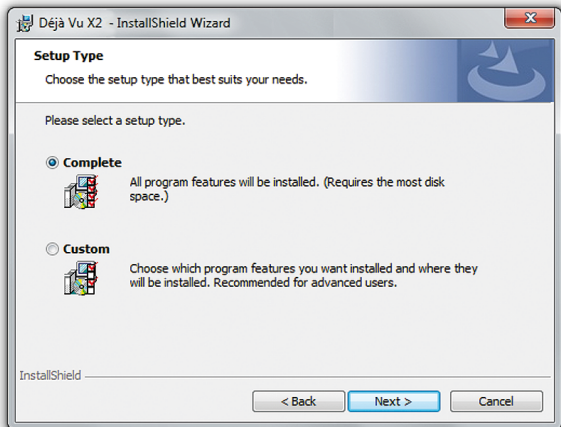 Déjà Vu X2 - InstallShield Wizard
Setup Type
Choose the setup type that best suits your needs.
Please select a setup type.
Complete
All program features will be installed. (Requires the most disk
space.)
Custom
Choose which program features you want installed and where they
will be installed. Recommended for advanced users.
InstallShield
< Back
Next >
Cancel